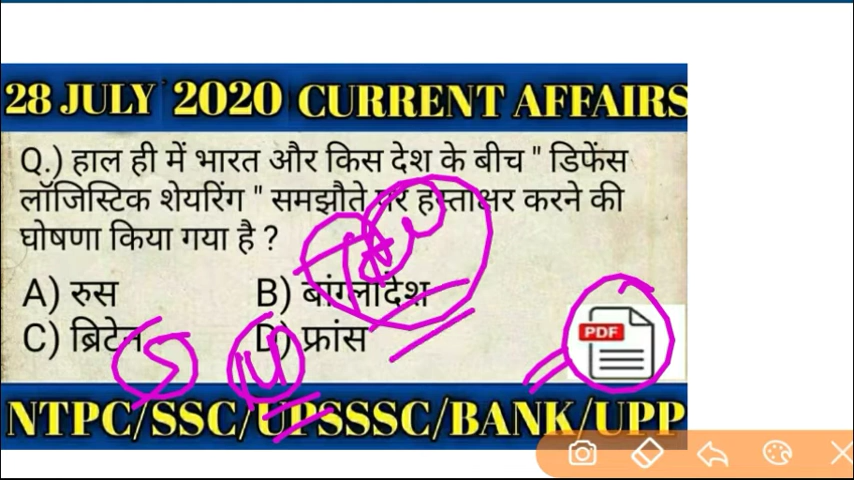 28 JULY 2020 CURRENT AFFAIRS
Q.) हाल ही में भारत और किस देश के बीच " डिफेंस
लॉजिस्टिक शेयरिंग " समझौते पर हस्ताक्षर करने की
घोषणा किया गया है ?
A) रुस B) बांग्लादेश
C) ब्रिटेन D) फ्रांस
PDF
NTPC/SSC/UPSSSC/BANK/UPP